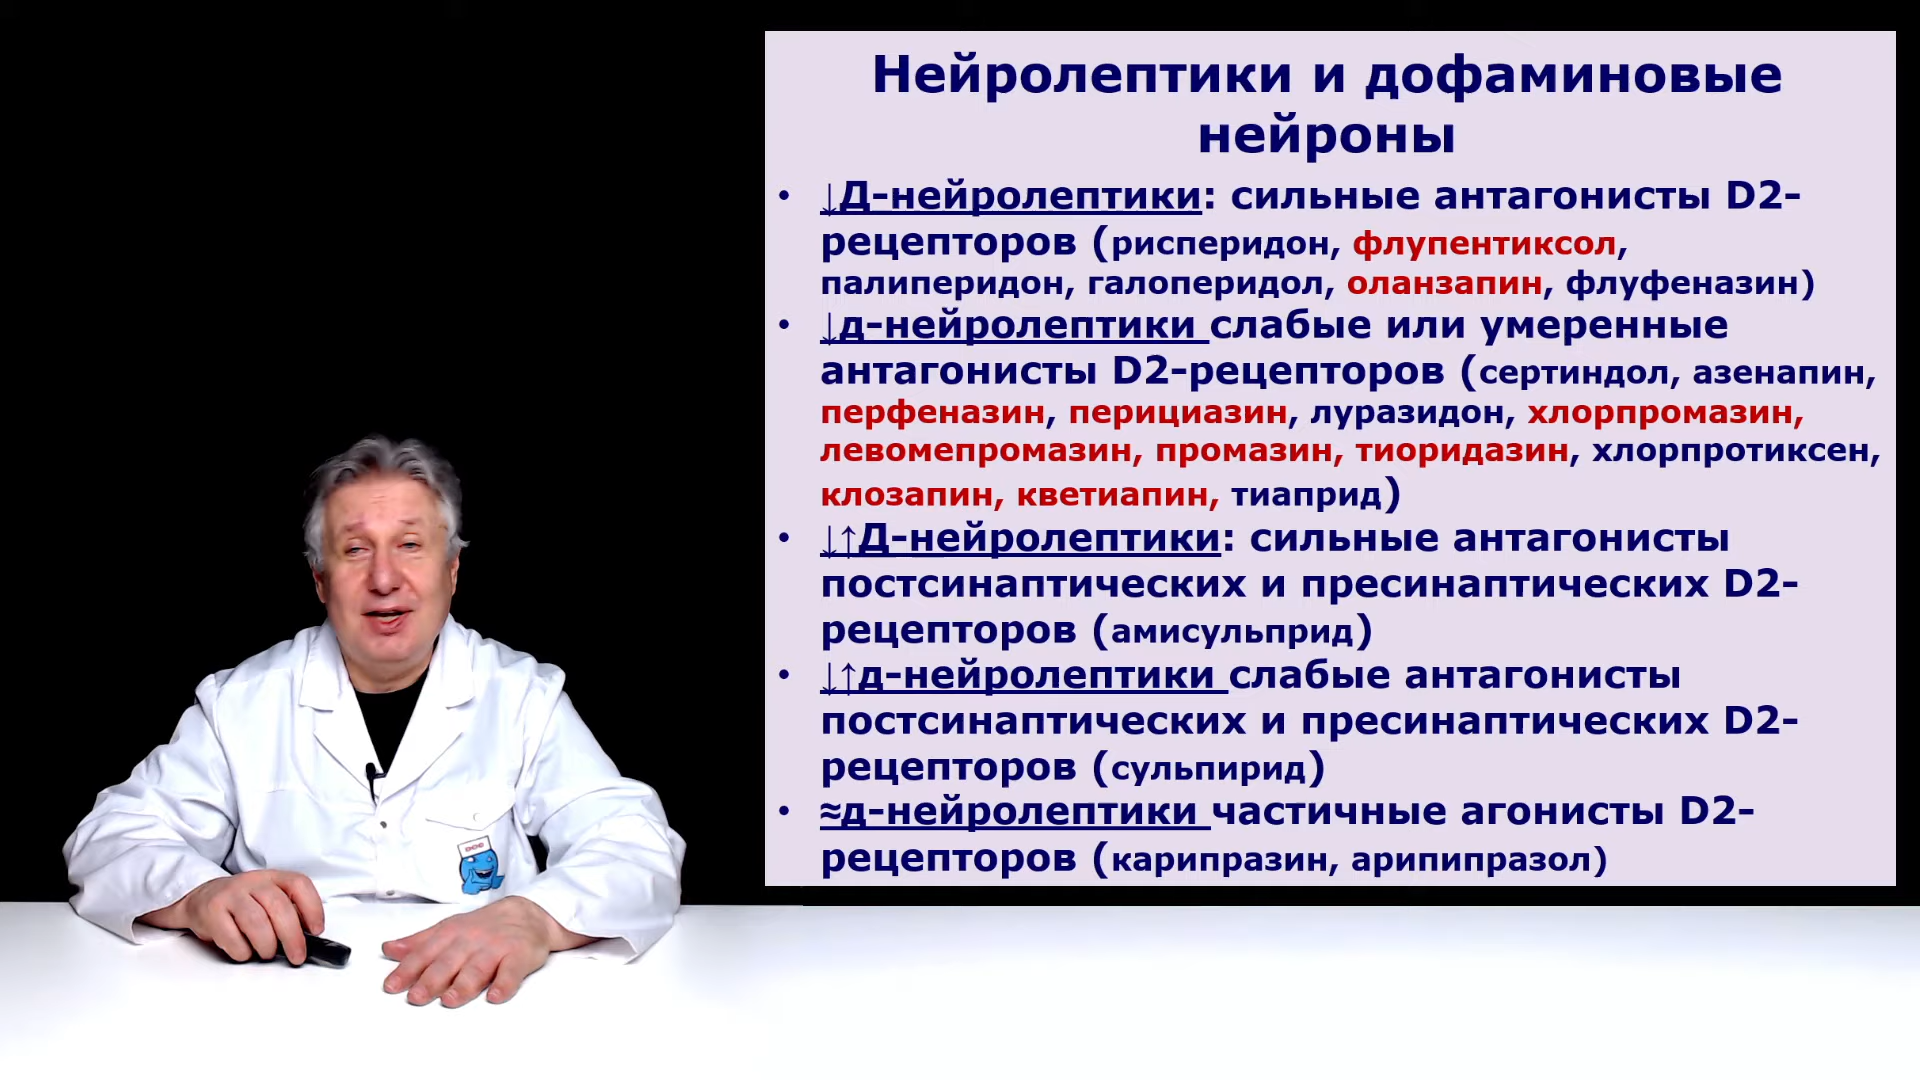 Нейролептики и дофаминовые
нейроны
• ↓Д-нейролептики: сильные антагонисты D2-
рецепторов (рисперидон, флупентиксол,
палиперидон, галоперидол, оланзапин, флуфеназин)
• ↓д-нейролептики слабые или умеренные
антагонисты D2-рецепторов (сертиндол, азенапин,
перфеназин, перициазин, луразидон, хлорпромазин,
левомепромазин, промазин, тиоридазин, хлорпротиксен,
клозапин, кветиапин, тиаприд)
• ↓↑Д-нейролептики: сильные антагонисты
постсинаптических и пресинаптических D2-
рецепторов (амисульприд)
• ↓↑д-нейролептики слабые антагонисты
постсинаптических и пресинаптических D2-
рецепторов (сульпирид)
• ≈д-нейролептики частичные агонисты D2-
рецепторов (карипразин, арипипразол)